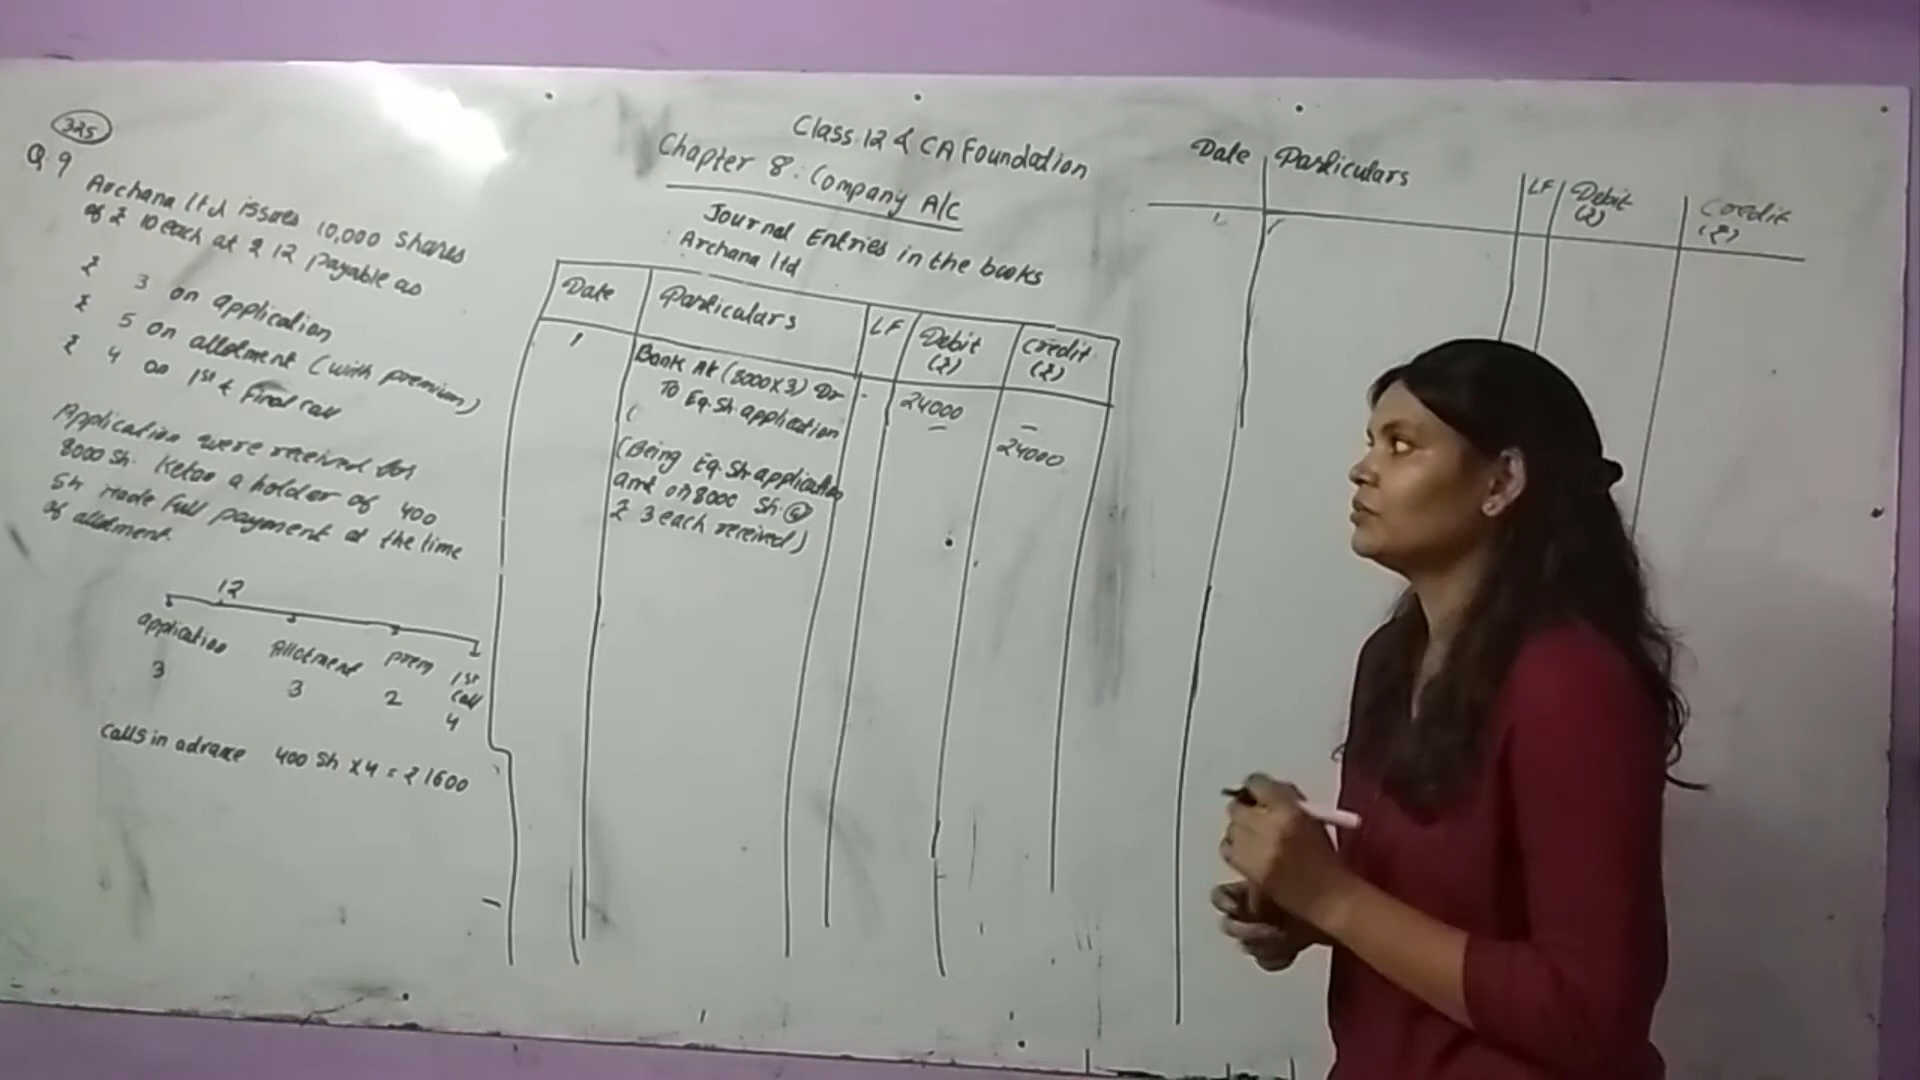 325
Q.9
Archana ltd issues 10,000 shares
of ₹ 10 each at ₹ 12 payable as
₹ 3 on application
₹ 5 on allotment (with premium)
₹ 4 on 1st & Final call
Application were received for
8000 Sh. Ketan a holder of 400
Sh made full payment at the time
of allotment.
12
application Allotment prem 1st
call
3 3 2 4
Calls in advance 400 Sh x 4 = ₹ 1600
Class 12 & CA Foundation
Chapter 8: Company A/C
Journal Entries in the books
Archana ltd
Date Particulars LF Debit (₹) Credit (₹)
1 Bank A/c (8000x3) Dr 24000 –
To Eq. Sh. application 24000
(
(Being Eq. Sh application
amt on 8000 Sh. @
₹ 3 each received)
Date Particulars LF Debit (₹) Credit (₹)